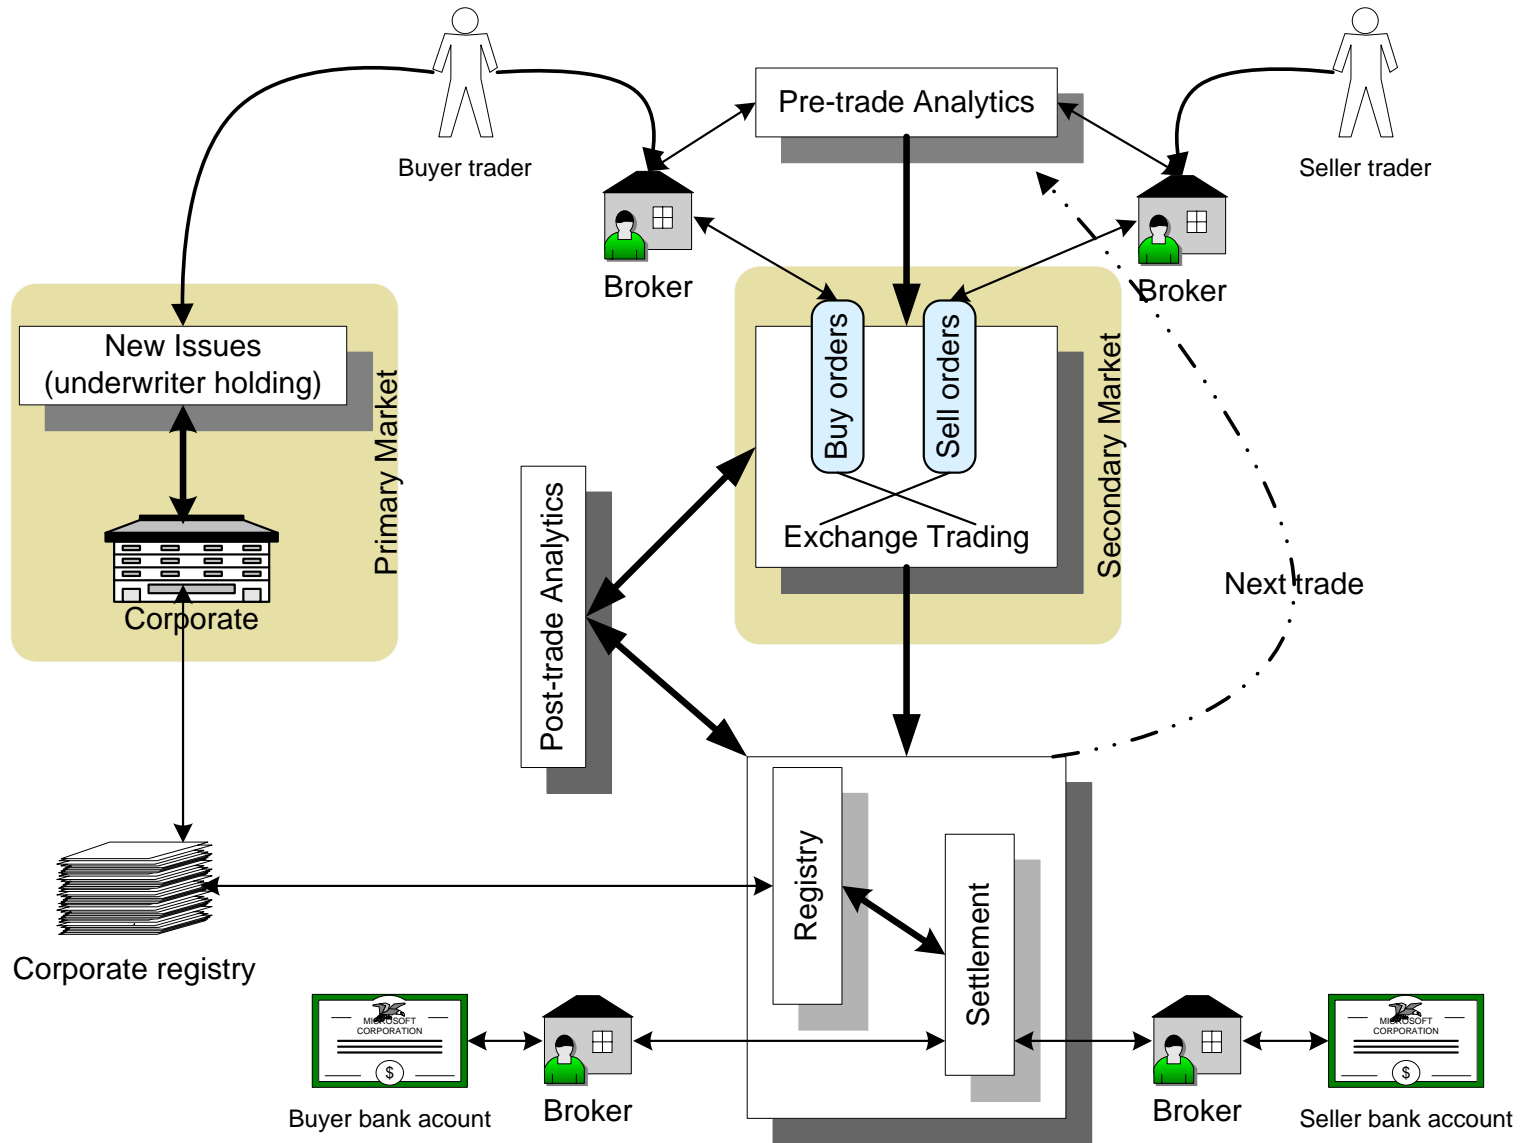 Pre-trade Analytics
Buyer trader
Seller trader
Broker
Broker
New Issues
(underwriter holding)
Primary Market
Corporate
Buy orders
Sell orders
Exchange Trading
Secondary Market
Post-trade Analytics
Next trade
Registry
Settlement
Corporate registry
MICROSOFT
CORPORATION
$
Buyer bank acount
Broker
Broker
MICROSOFT
CORPORATION
$
Seller bank account